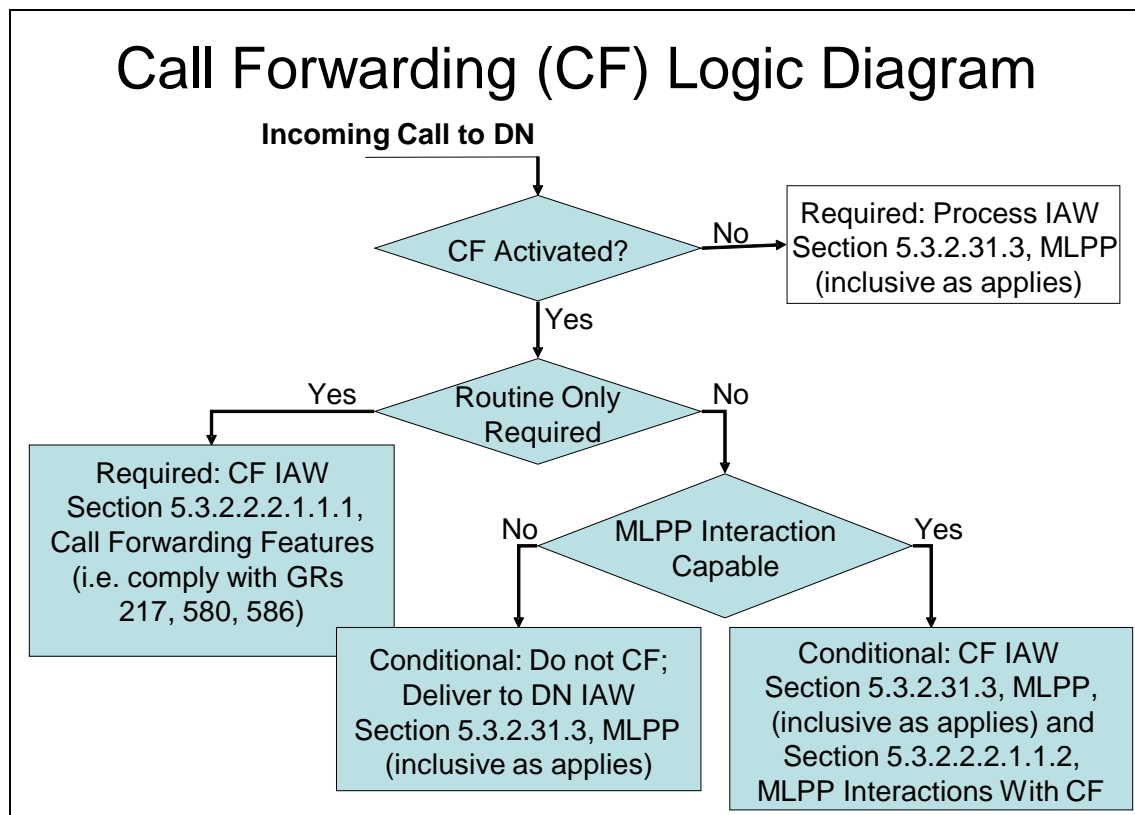 Call Forwarding (CF) Logic Diagram
Incoming Call to DN
CF Activated?
No
Required: Process IAW
Section 5.3.2.31.3, MLPP
(inclusive as applies)
Yes
Routine Only
Required
Yes
No
Required: CF IAW
Section 5.3.2.2.2.1.1.1,
Call Forwarding Features
(i.e. comply with GRs
217, 580, 586)
MLPP Interaction
Capable
No
Yes
Conditional: Do not CF;
Deliver to DN IAW
Section 5.3.2.31.3, MLPP
(inclusive as applies)
Conditional: CF IAW
Section 5.3.2.31.3, MLPP,
(inclusive as applies) and
Section 5.3.2.2.2.1.1.2,
MLPP Interactions With CF